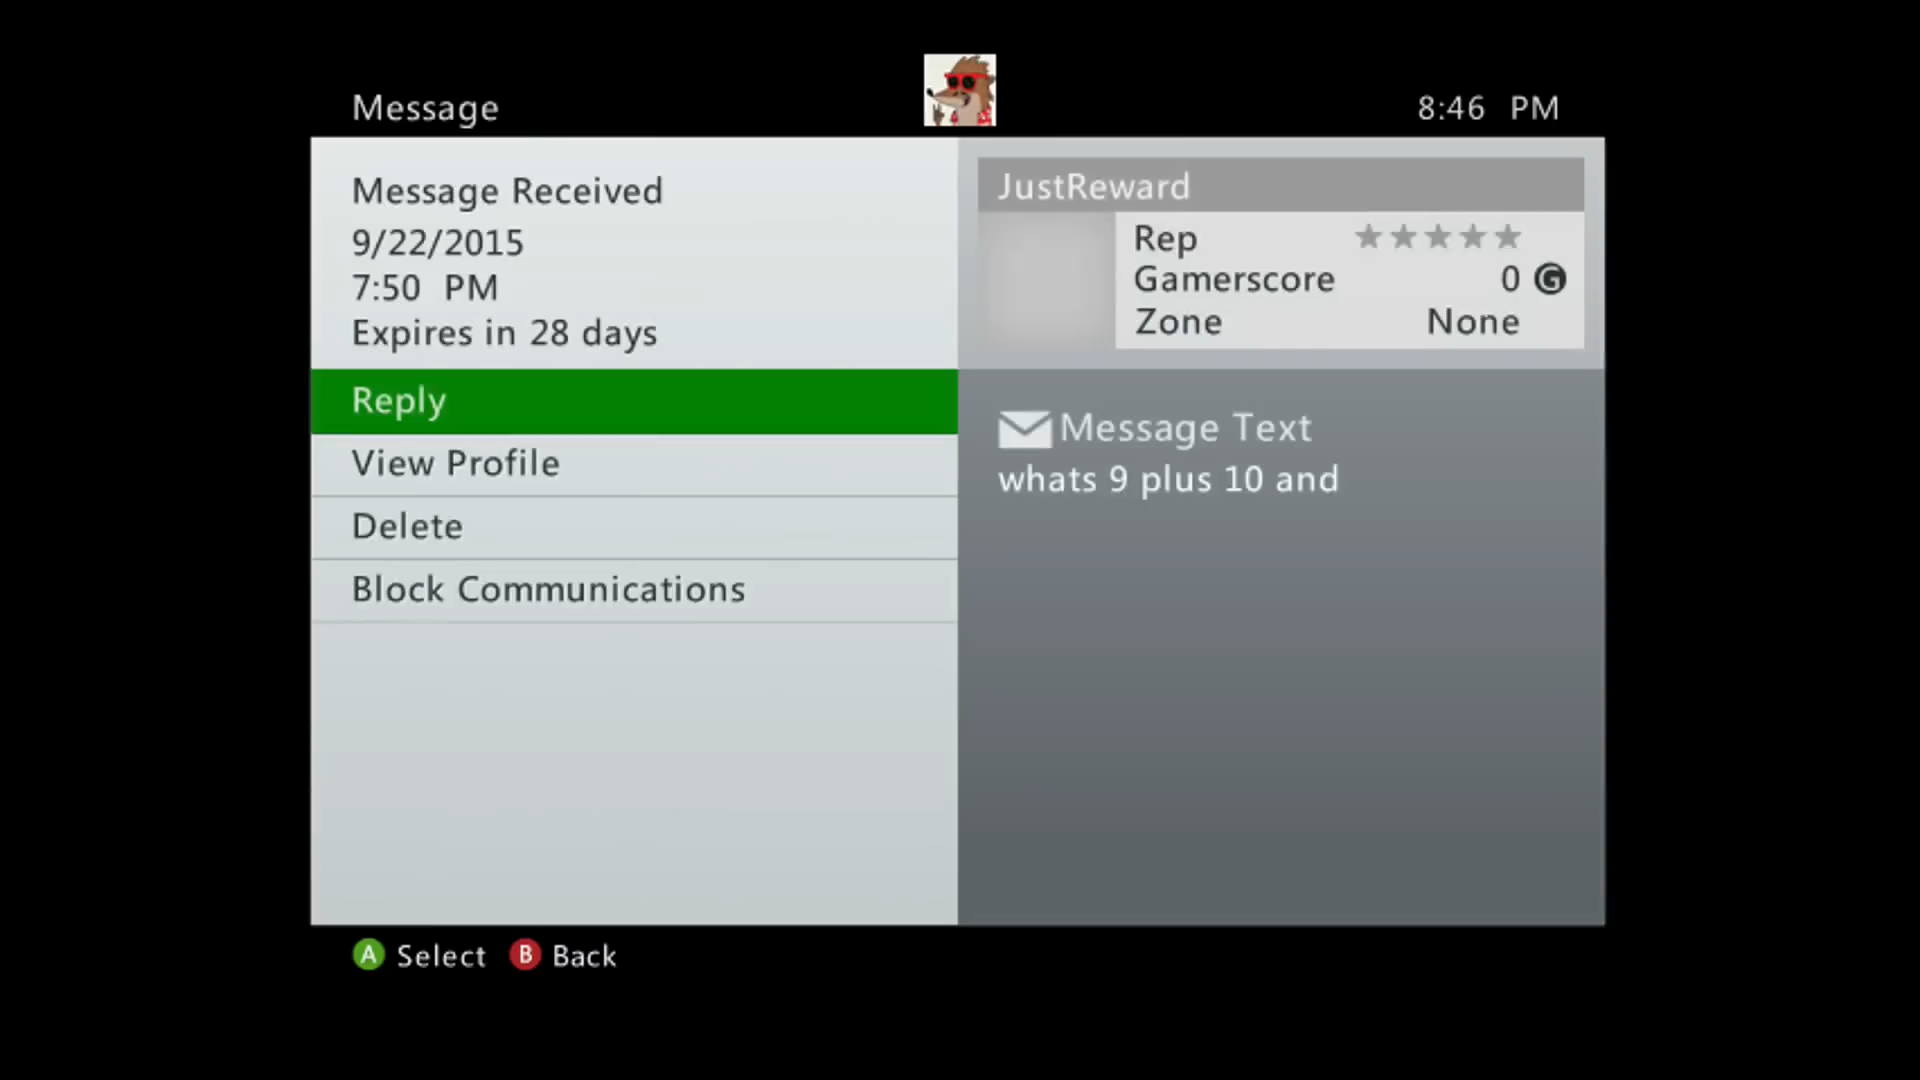 Message
8:46 PM
Message Received
9/22/2015
7:50 PM
Expires in 28 days
Reply
View Profile
Delete
Block Communications
JustReward
Rep
Gamerscore 0 G
Zone None
Message Text
whats 9 plus 10 and
A Select B Back